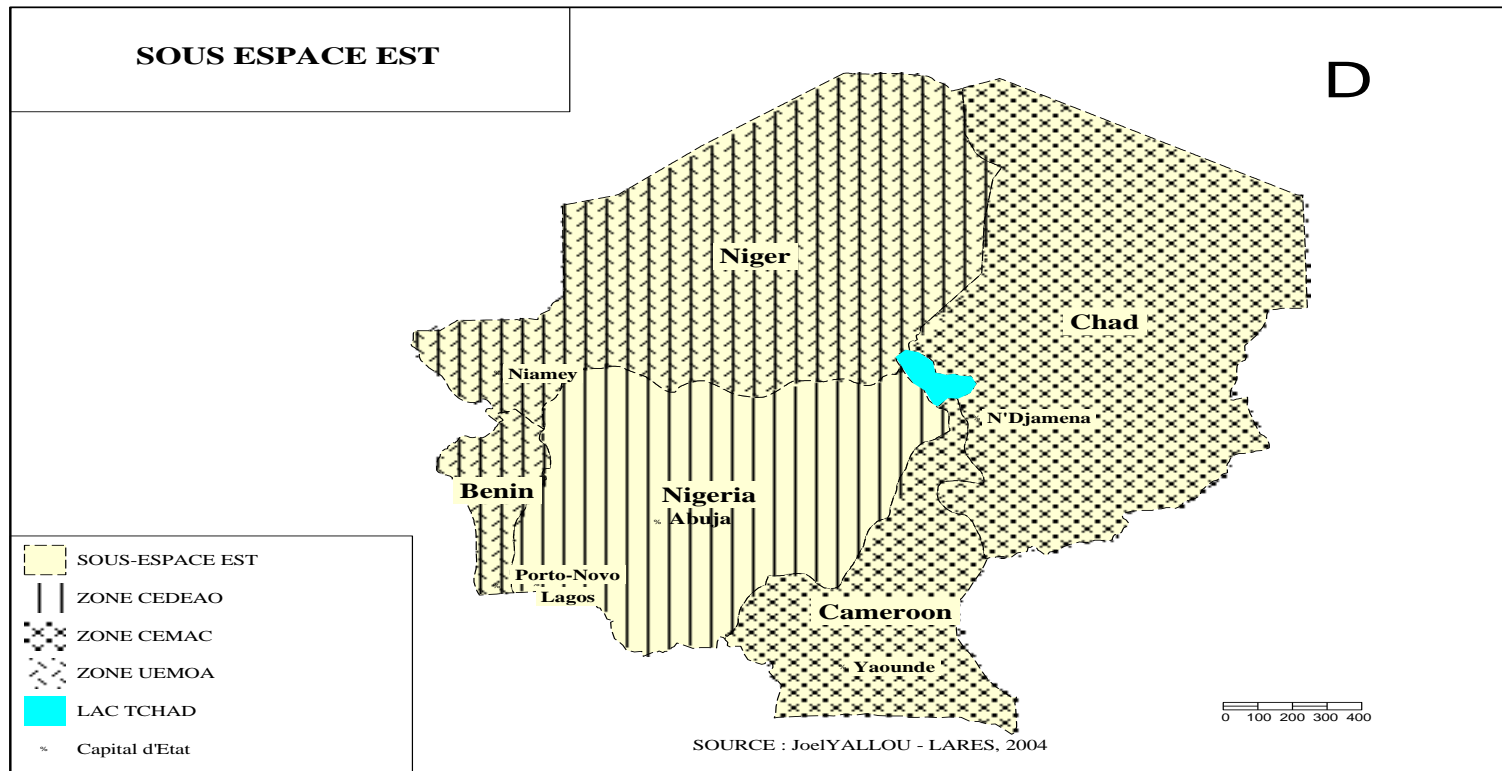 SOUS ESPACE EST
D
Niger
Chad
Niamey
N'Djamena
Benin
Nigeria
Abuja
Porto-Novo
Lagos
Cameroon
Yaounde
SOUS-ESPACE EST
ZONE CEDEAO
ZONE CEMAC
ZONE UEMOA
LAC TCHAD
% Capital d'Etat
0 100 200 300 400
SOURCE : JoelYALLOU - LARES, 2004